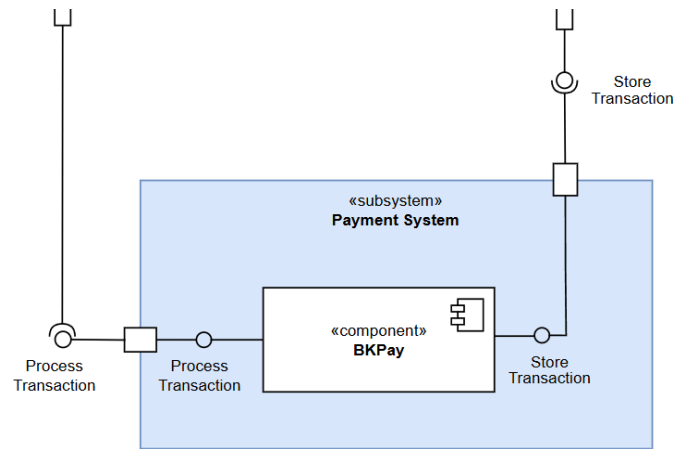 Store
Transaction
«subsystem»
Payment System
«component»
BKPay
Process
Transaction
Process
Transaction
Store
Transaction